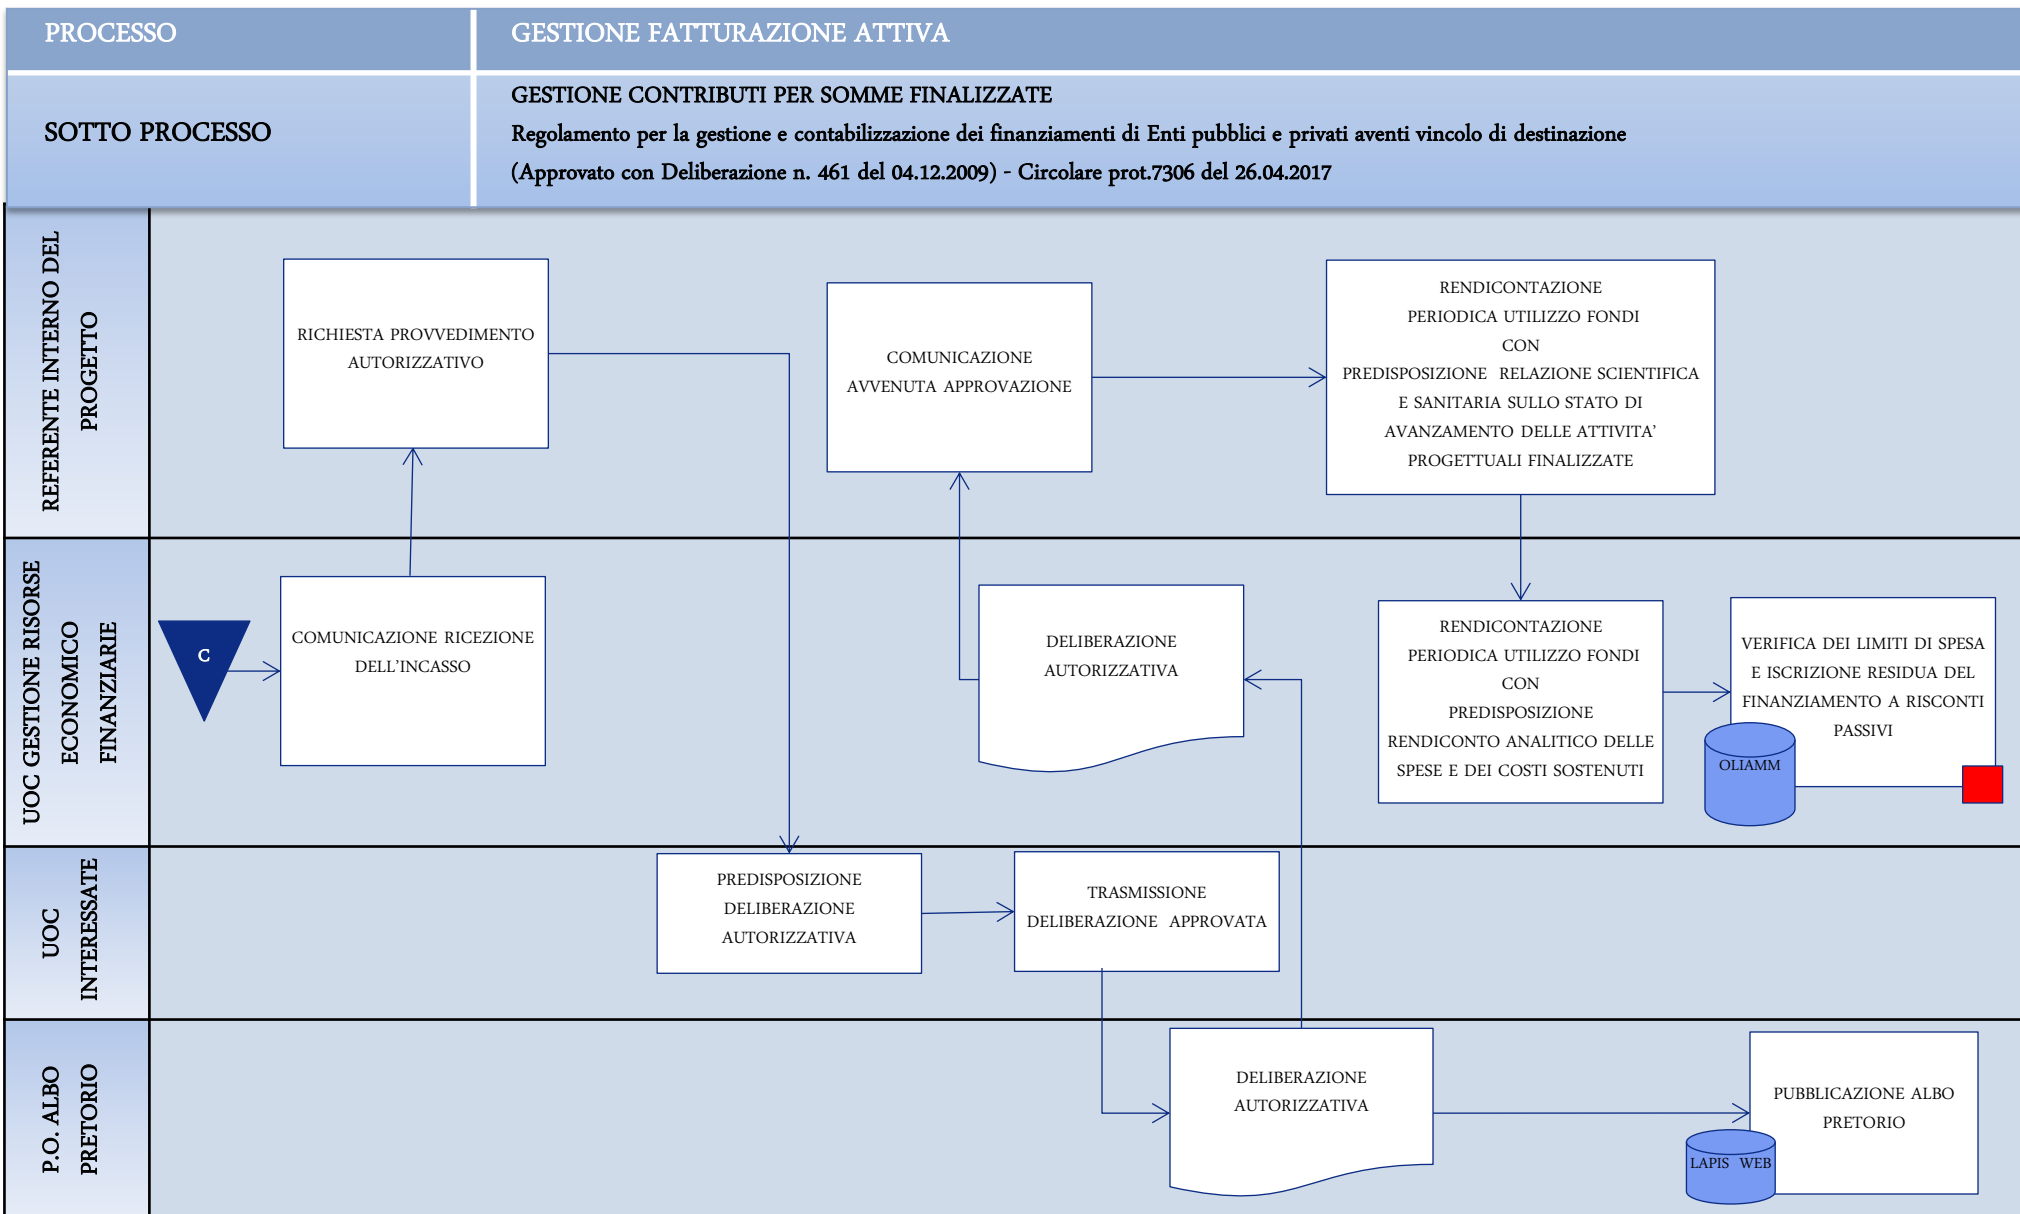 PROCESSO
GESTIONE FATTURAZIONE ATTIVA
SOTTO PROCESSO
GESTIONE CONTRIBUTI PER SOMME FINALIZZATE
Regolamento per la gestione e contabilizzazione dei finanziamenti di Enti pubblici e privati aventi vincolo di destinazione
(Approvato con Deliberazione n. 461 del 04.12.2009) - Circolare prot.7306 del 26.04.2017
REFERENTE INTERNO DEL
PROGETTO
RICHIESTA PROVVEDIMENTO
AUTORIZZATIVO
COMUNICAZIONE
AVVENUTA APPROVAZIONE
RENDICONTAZIONE
PERIODICA UTILIZZO FONDI
CON
PREDISPOSIZIONE RELAZIONE SCIENTIFICA
E SANITARIA SULLO STATO DI
AVANZAMENTO DELLE ATTIVITA’
PROGETTUALI FINALIZZATE
UOC GESTIONE RISORSE
ECONOMICO
FINANZIARIE
C
COMUNICAZIONE RICEZIONE
DELL’INCASSO
DELIBERAZIONE
AUTORIZZATIVA
RENDICONTAZIONE
PERIODICA UTILIZZO FONDI
CON
PREDISPOSIZIONE
RENDICONTO ANALITICO DELLE
SPESE E DEI COSTI SOSTENUTI
VERIFICA DEI LIMITI DI SPESA
E ISCRIZIONE RESIDUA DEL
FINANZIAMENTO A RISCONTI
PASSIVI
OLIAMM
UOC
INTERESSATE
PREDISPOSIZIONE
DELIBERAZIONE
AUTORIZZATIVA
TRASMISSIONE
DELIBERAZIONE APPROVATA
P.O. ALBO
PRETORIO
DELIBERAZIONE
AUTORIZZATIVA
PUBBLICAZIONE ALBO
PRETORIO
LAPIS WEB